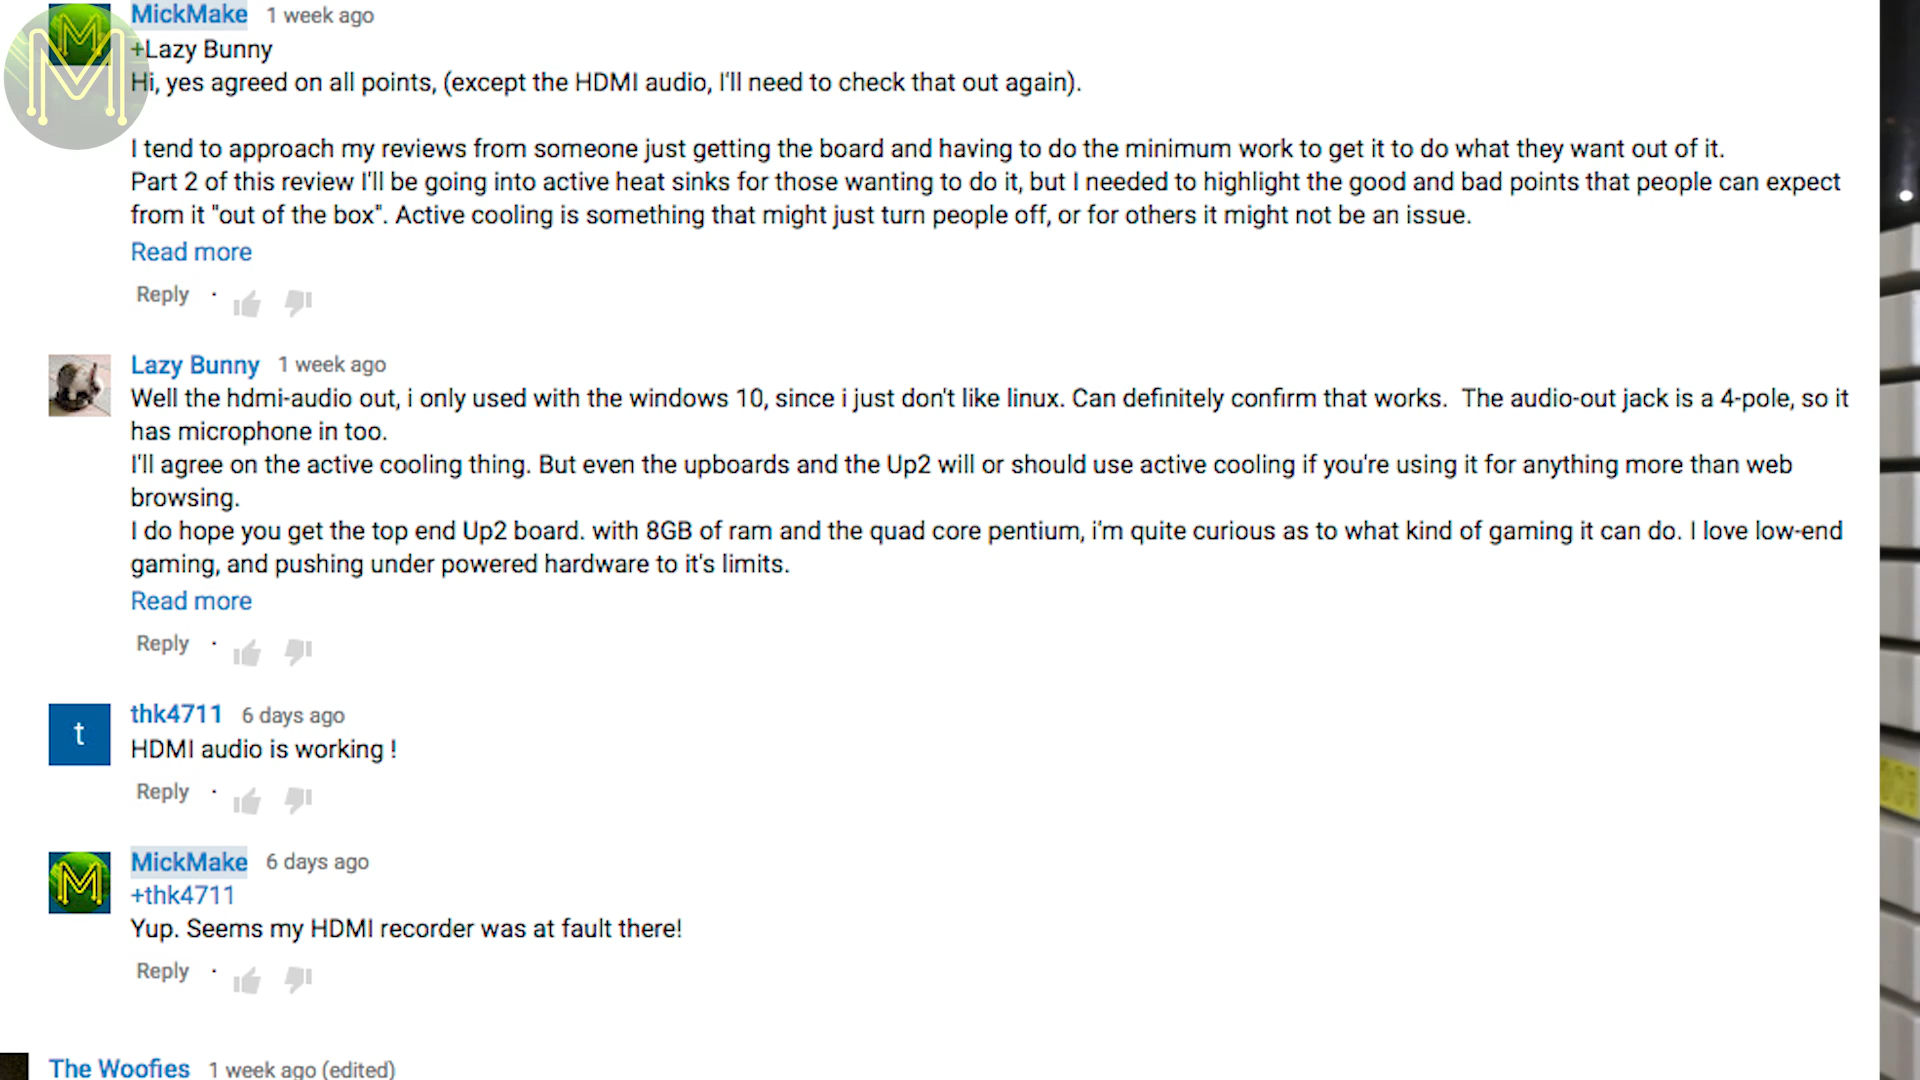 MickMake 1 week ago
+Lazy Bunny
Hi, yes agreed on all points, (except the HDMI audio, I'll need to check that out again).
I tend to approach my reviews from someone just getting the board and having to do the minimum work to get it to do what they want out of it.
Part 2 of this review I'll be going into active heat sinks for those wanting to do it, but I needed to highlight the good and bad points that people can expect
from it "out of the box". Active cooling is something that might just turn people off, or for others it might not be an issue.
Read more
Reply ·
Lazy Bunny 1 week ago
Well the hdmi-audio out, i only used with the windows 10, since i just don't like linux. Can definitely confirm that works. The audio-out jack is a 4-pole, so it
has microphone in too.
I'll agree on the active cooling thing. But even the upboards and the Up2 will or should use active cooling if you're using it for anything more than web
browsing.
I do hope you get the top end Up2 board. with 8GB of ram and the quad core pentium, i'm quite curious as to what kind of gaming it can do. I love low-end
gaming, and pushing under powered hardware to it's limits.
Read more
Reply ·
t
thk4711 6 days ago
HDMI audio is working !
Reply ·
M
MickMake 6 days ago
+thk4711
Yup. Seems my HDMI recorder was at fault there!
Reply ·
The Woofies 1 week ago (edited)